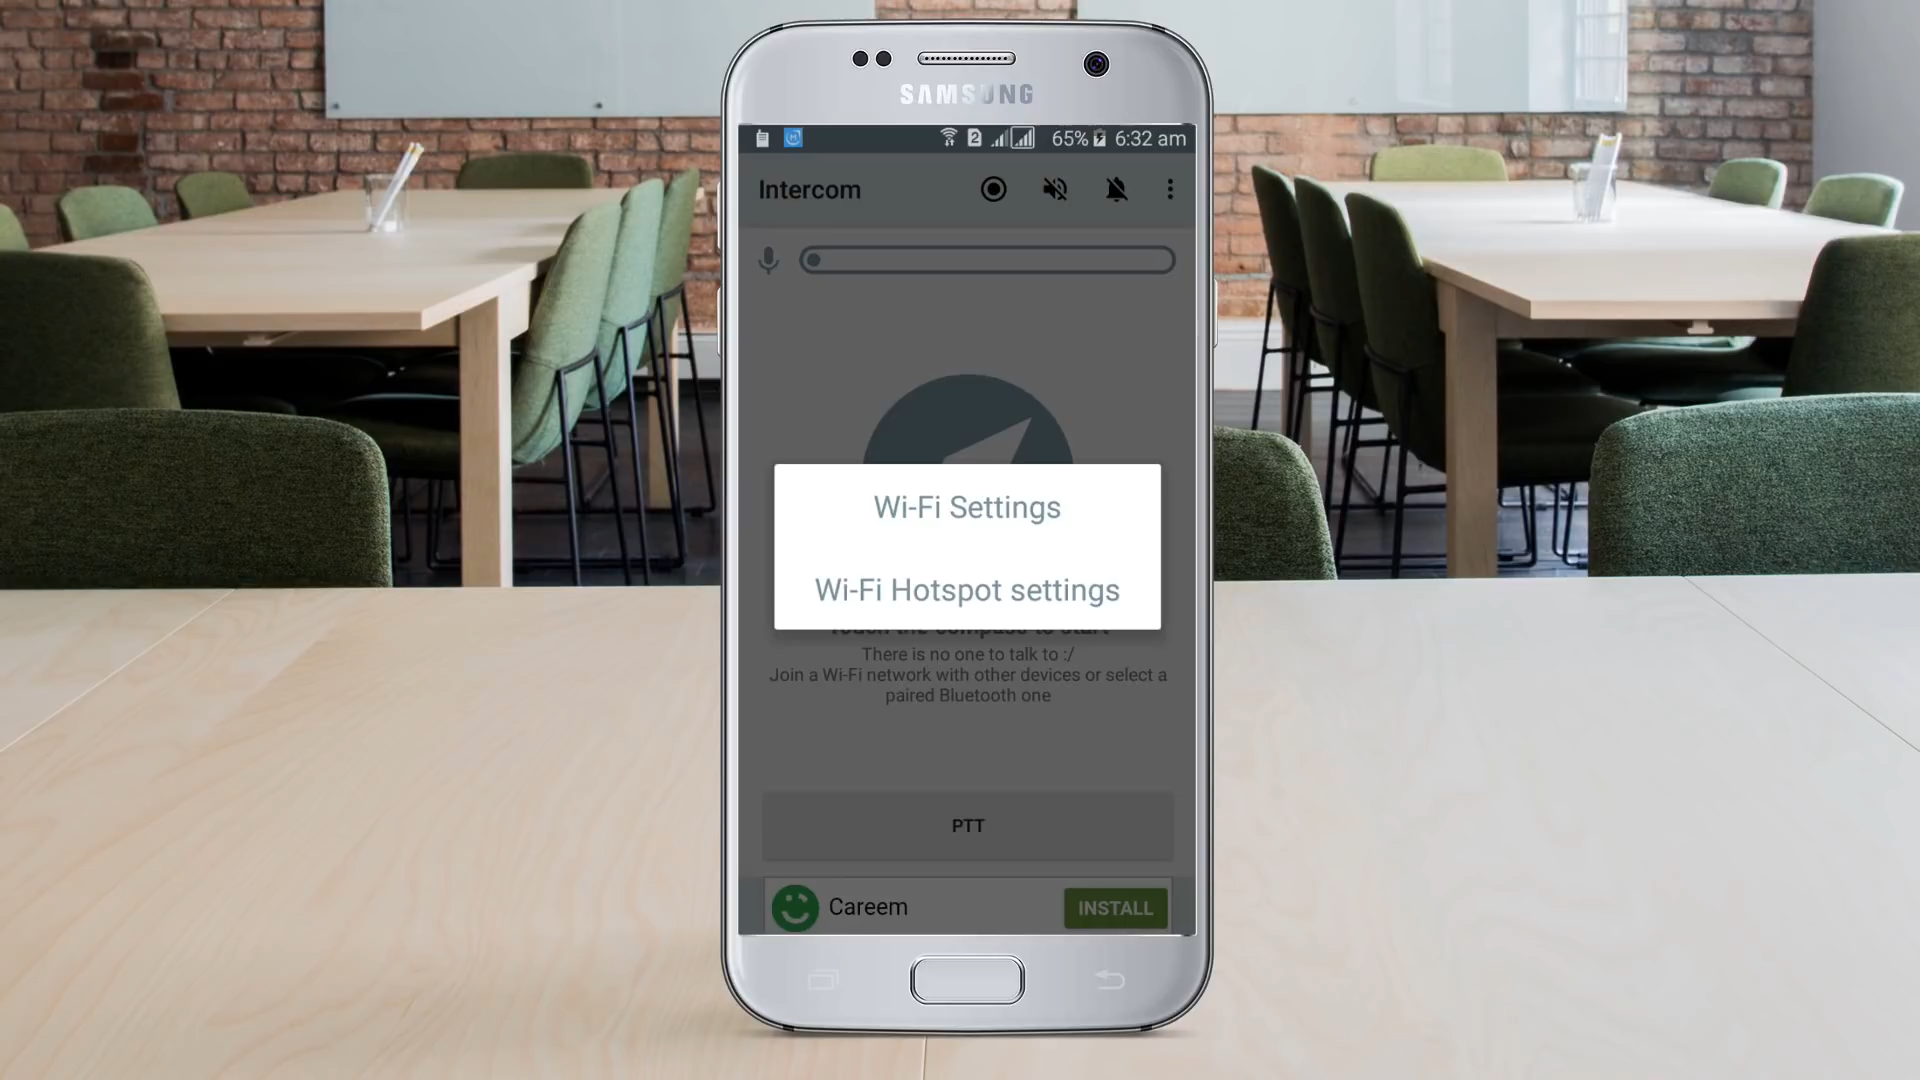 SAMSUNG
2 65% 6:32 am
Intercom
Wi-Fi Settings
Wi-Fi Hotspot settings
Touch the compass to start
There is no one to talk to :/
Join a Wi-Fi network with other devices or select a
paired Bluetooth one
PTT
Careem INSTALL